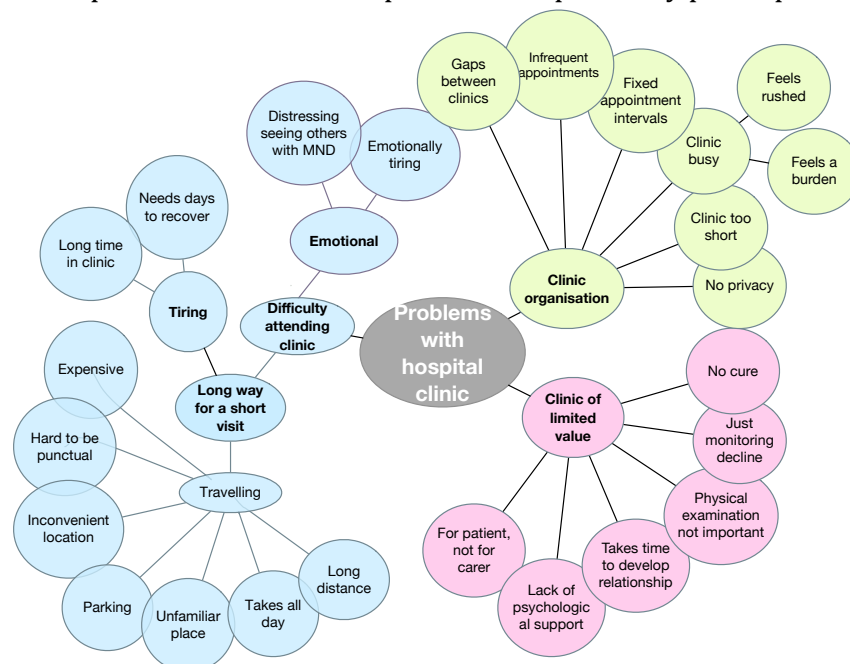 Gaps
between
clinics
Infrequent
appointments
Fixed
appointment
intervals
Feels
rushed
Clinic
busy
Feels a
burden
Clinic too
short
No privacy
Clinic
organisation
Distressing
seeing others
with MND
Emotionally
tiring
Emotional
Needs days
to recover
Long time
in clinic
Tiring
Difficulty
attending
clinic
Problems
with
hospital
clinic
Long way
for a short
visit
Expensive
Hard to be
punctual
Travelling
Inconvenient
location
Parking
Unfamiliar
place
Takes all
day
Long
distance
Clinic of
limited
value
No cure
Just
monitoring
decline
Physical
examination
not important
Takes time
to develop
relationship
Lack of
psychologic
al support
For patient,
not for
carer